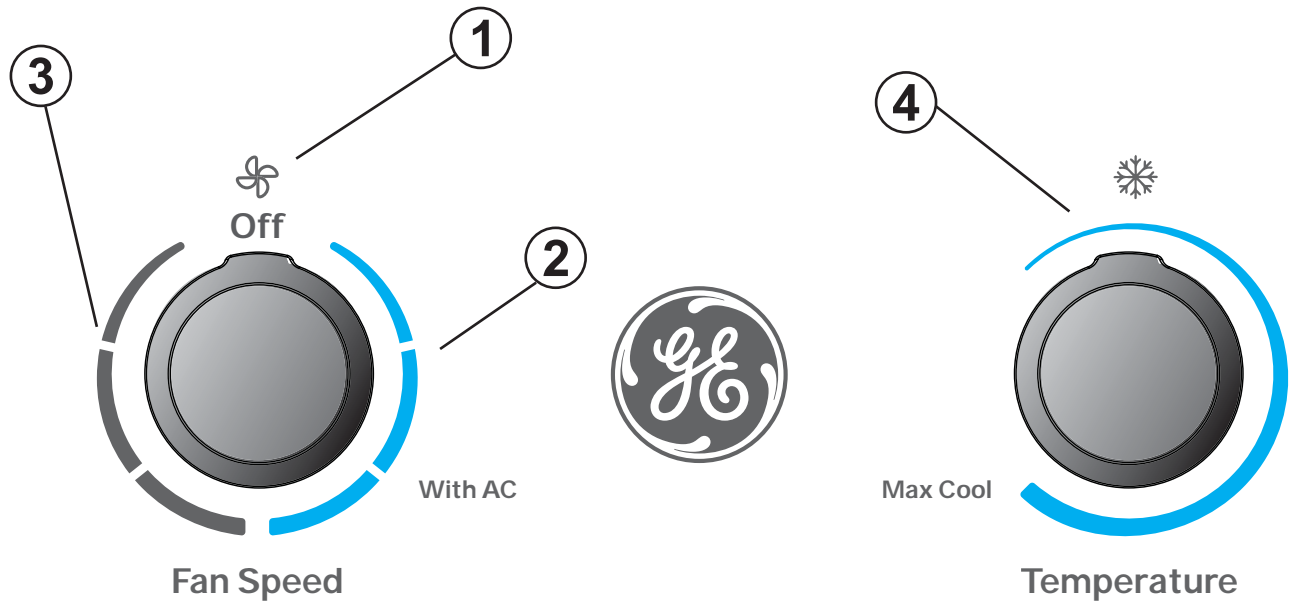 1
3
4
Off
2
GE
With AC
Max Cool
Fan Speed
Temperature